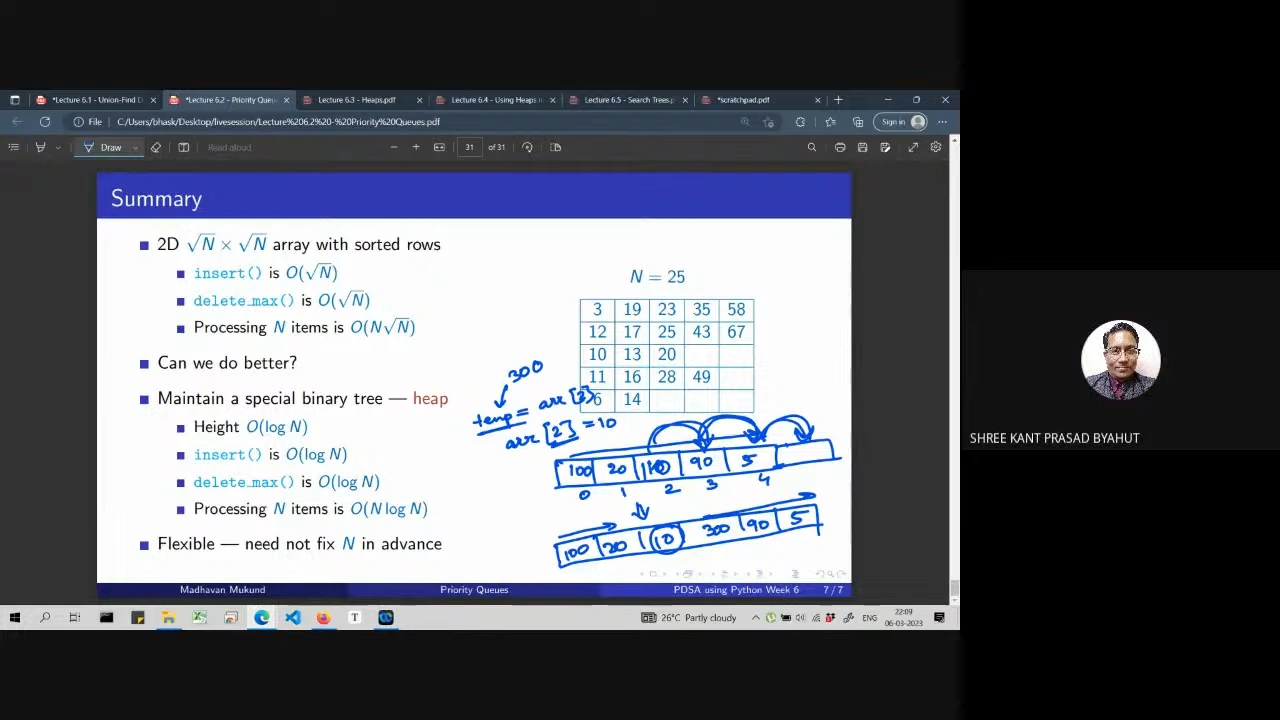 *Lecture 6.1 - Union-Find D
*Lecture 6.2 - Priority Queu
Lecture 6.3 - Heaps.pdf
Lecture 6.4 - Using Heaps in
Lecture 6.5 - Search Trees.p
*scratchpad.pdf
File C:/Users/bhask/Desktop/livesession/Lecture%206.2%20-%20Priority%20Queues.pdf Sign in
Draw Read aloud 31 of 31
Summary
2D √N × √N array with sorted rows
insert() is O(√N)
delete_max() is O(√N)
Processing N items is O(N√N)
Can we do better?
Maintain a special binary tree — heap
Height O(log N)
insert() is O(log N)
delete_max() is O(log N)
Processing N items is O(N log N)
Flexible — need not fix N in advance
N = 25
3 19 23 35 58
12 17 25 43 67
10 13 20
11 16 28 49
6 14
300
temp = arr [3]
arr [2] = 10
100 20 90 5
0 1 2 3 4
100 20 10 300 90 5
Madhavan Mukund Priority Queues PDSA using Python Week 6 7 / 7
SHREE KANT PRASAD BYAHUT
26°C Partly cloudy ENG 22:09
06-03-2023